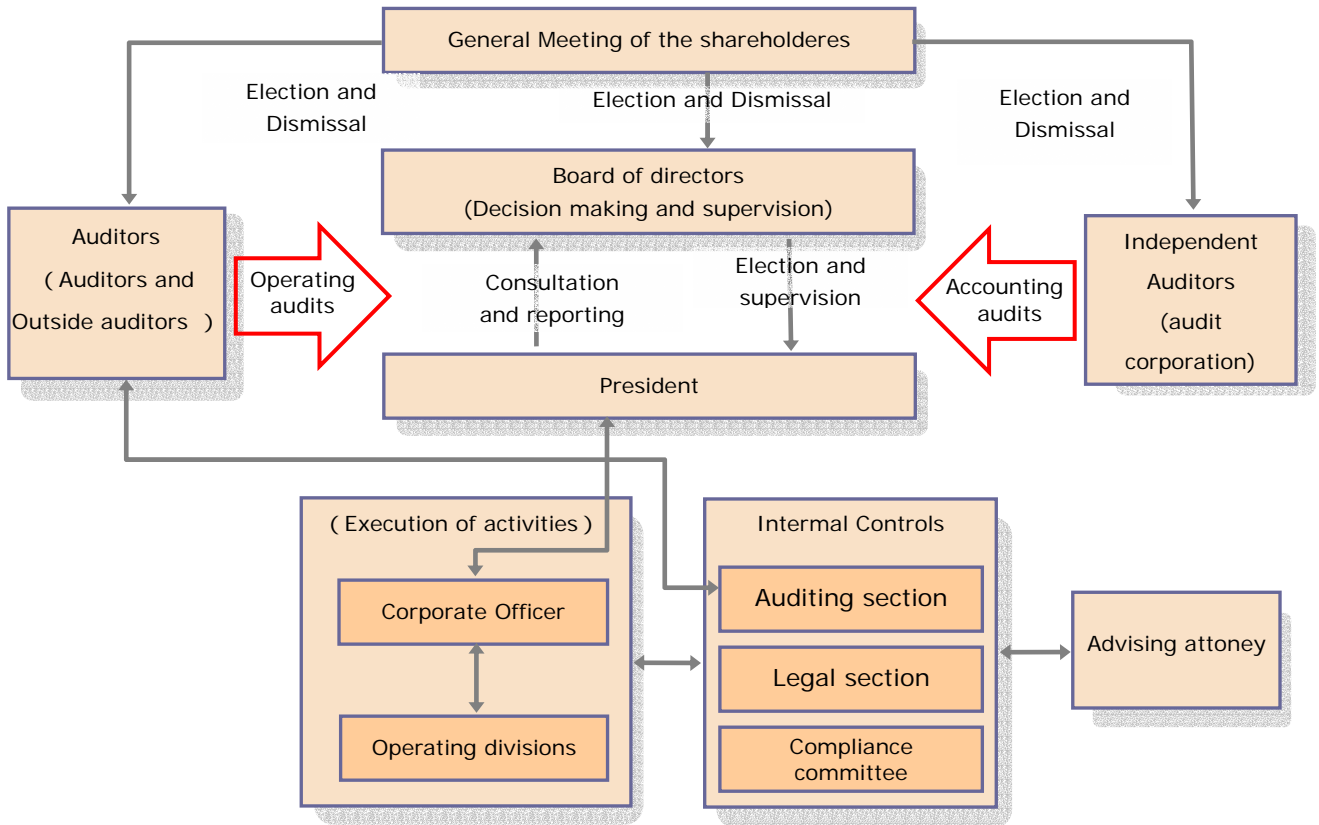 General Meeting of the shareholderes
Election and
Dismissal
Election and Dismissal
Election and
Dismissal
Board of directors
(Decision making and supervision)
Auditors
( Auditors and
Outside auditors )
Operating
audits
Consultation
and reporting
Election and
supervision
Accounting
audits
Independent
Auditors
(audit
corporation)
President
( Execution of activities )
Corporate Officer
Operating divisions
Intermal Controls
Auditing section
Legal section
Compliance
committee
Advising attoney